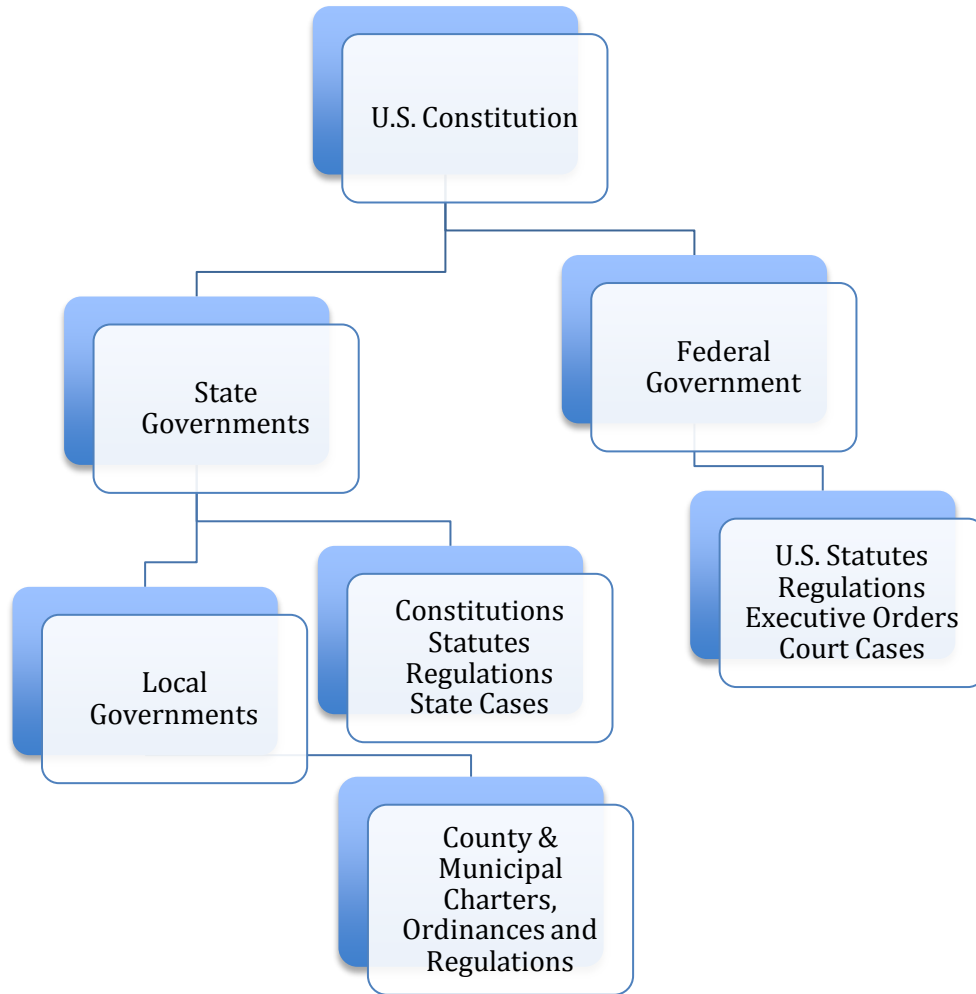 U.S. Constitution
Federal
Government
State
Governments
U.S. Statutes
Regulations
Executive Orders
Court Cases
Constitutions
Statutes
Regulations
State Cases
Local
Governments
County &
Municipal
Charters,
Ordinances and
Regulations